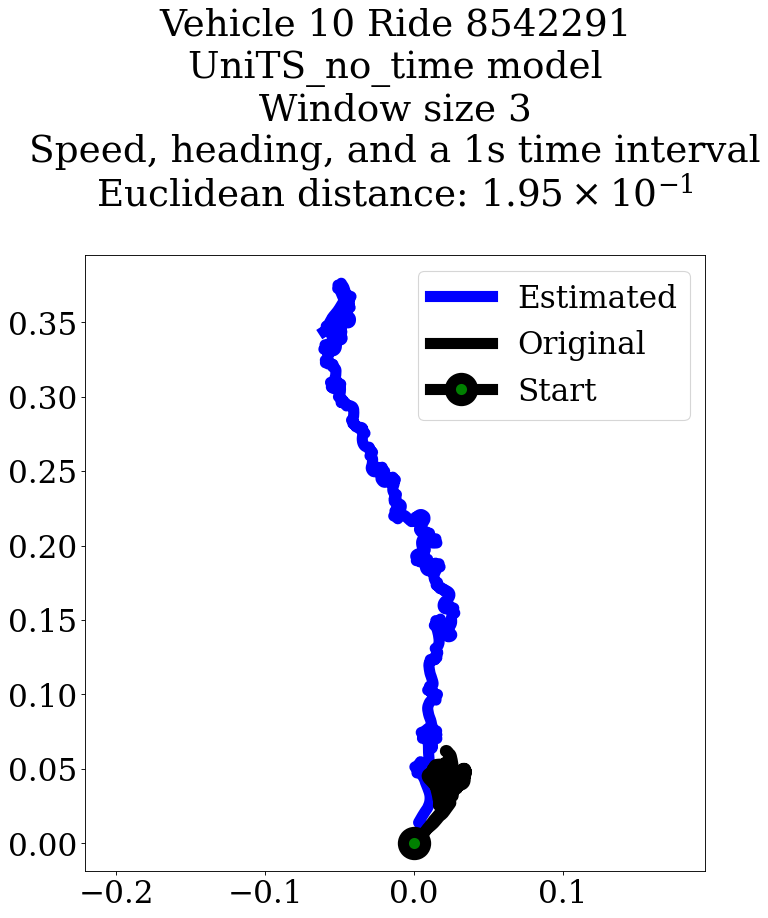 Vehicle 10 Ride 8542291
UniTS_no_time model
Window size 3
Speed, heading, and a 1s time interval
Euclidean distance: 1.95 × 10⁻¹
Estimated
Original
Start
0.35
0.30
0.25
0.20
0.15
0.10
0.05
0.00
−0.2 −0.1 0.0 0.1